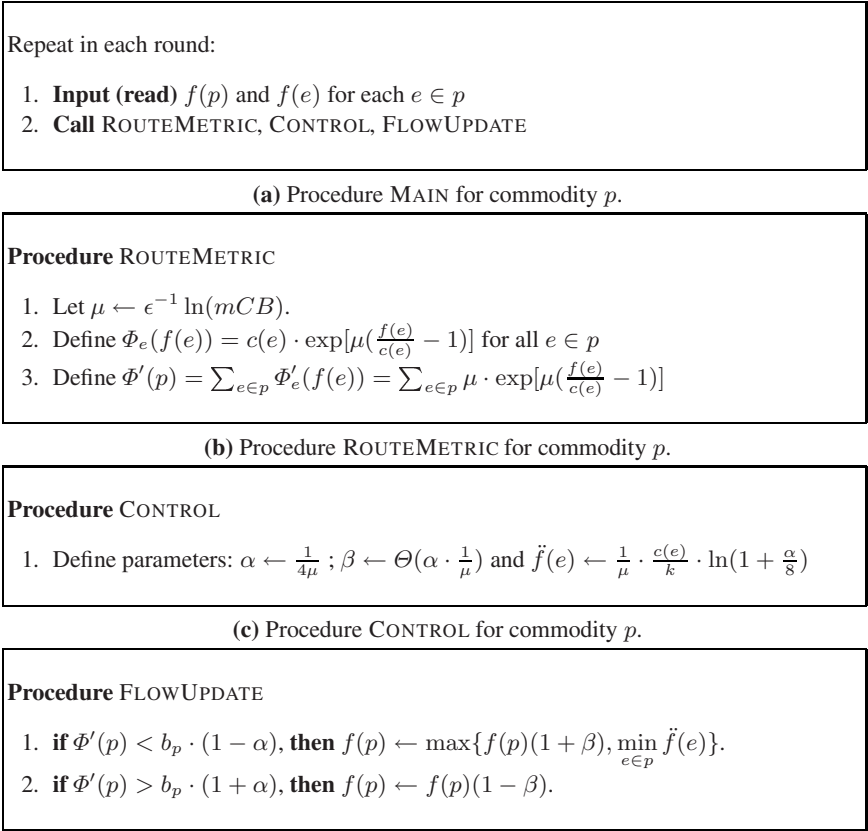 Repeat in each round:
1. Input (read) f(p) and f(e) for each e ∈ p
2. Call ROUTEMETRIC, CONTROL, FLOWUPDATE
(a) Procedure MAIN for commodity p.
Procedure ROUTEMETRIC
1. Let μ ← ϵ⁻¹ ln(mCB).
2. Define Φₑ(f(e)) = c(e) · exp[μ(f(e)/c(e) − 1)] for all e ∈ p
3. Define Φ′(p) = ∑_{e∈p} Φ′ₑ(f(e)) = ∑_{e∈p} μ · exp[μ(f(e)/c(e) − 1)]
(b) Procedure ROUTEMETRIC for commodity p.
Procedure CONTROL
1. Define parameters: α ← 1/4μ ; β ← Θ(α · 1/μ) and f̈(e) ← 1/μ · c(e)/k · ln(1 + α/8)
(c) Procedure CONTROL for commodity p.
Procedure FLOWUPDATE
1. if Φ′(p) < b_p · (1 − α), then f(p) ← max{f(p)(1 + β), min_{e∈p} f̈(e)}.
2. if Φ′(p) > b_p · (1 + α), then f(p) ← f(p)(1 − β).